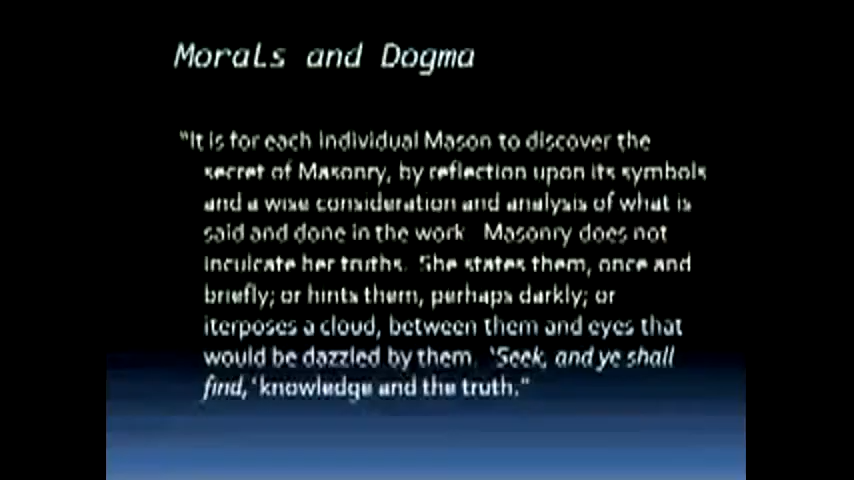 Morals and Dogma
"It is for each individual Mason to discover the
secret of Masonry, by reflection upon its symbols
and a wise consideration and analysis of what is
said and done in the work  Masonry does not
inculcate her truths.  She states them, once and
briefly; or hints them, perhaps darkly; or
iterposes a cloud, between them and eyes that
would be dazzled by them.  'Seek, and ye shall
find,' knowledge and the truth."